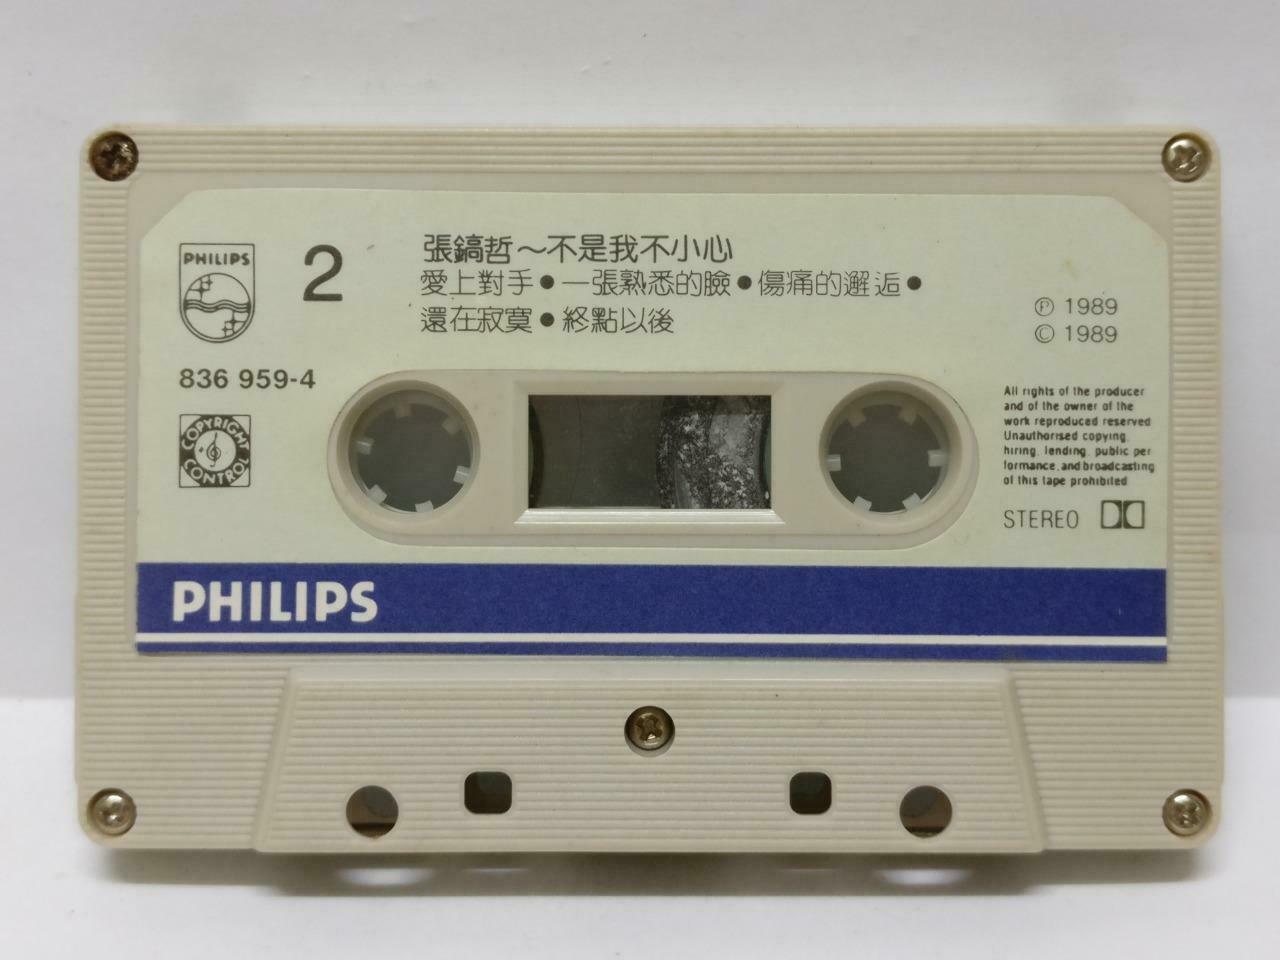 PHILIPS
2
張鎬哲～不是我不小心
愛上對手●一張熟悉的臉●傷痛的邂逅●
還在寂寞●終點以後
836 959-4
COPYRIGHT CONTROL
Ⓟ 1989
© 1989
All rights of the producer
and of the owner of the
work reproduced reserved
Unauthorised copying,
hiring, lending, public per
formance, and broadcasting
of this tape prohibited
STEREO
PHILIPS